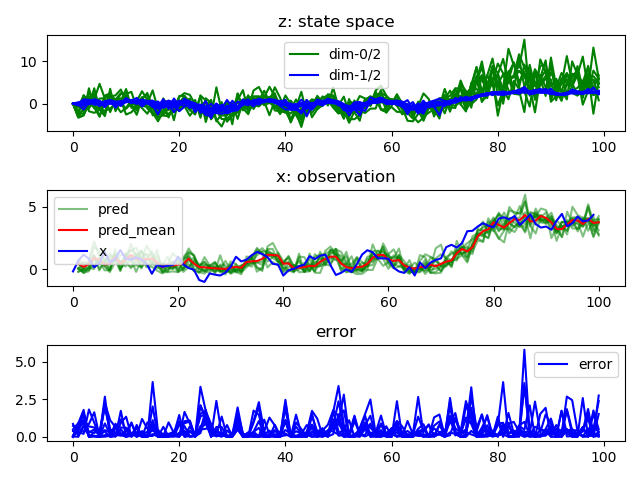 z: state space
10
0
dim-0/2
dim-1/2
0 20 40 60 80 100
x: observation
5
0
pred
pred_mean
x
0 20 40 60 80 100
error
5.0
2.5
0.0
error
0 20 40 60 80 100